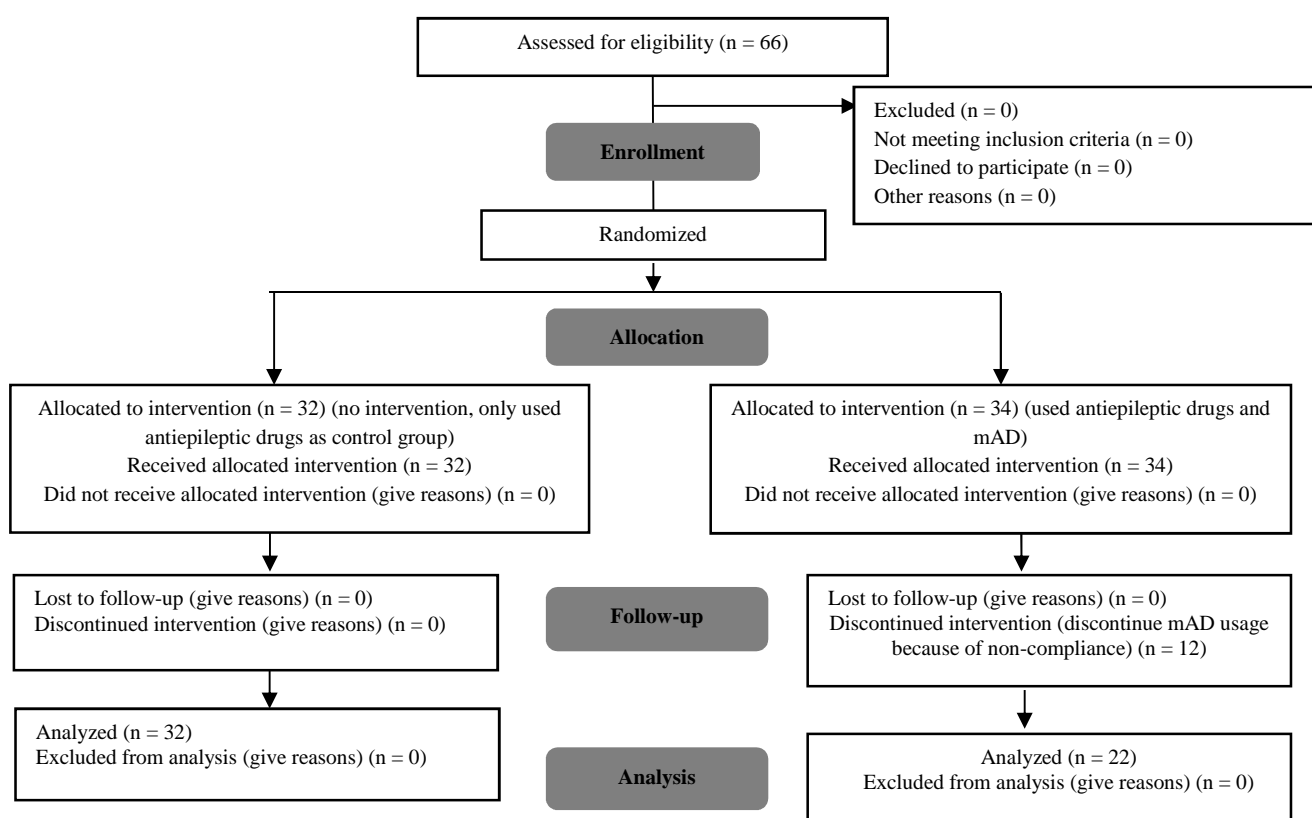 Assessed for eligibility (n = 66)
Excluded (n = 0)
Not meeting inclusion criteria (n = 0)
Declined to participate (n = 0)
Other reasons (n = 0)
Enrollment
Randomized
Allocation
Allocated to intervention (n = 32) (no intervention, only used
antiepileptic drugs as control group)
Received allocated intervention (n = 32)
Did not receive allocated intervention (give reasons) (n = 0)
Allocated to intervention (n = 34) (used antiepileptic drugs and
mAD)
Received allocated intervention (n = 34)
Did not receive allocated intervention (give reasons) (n = 0)
Lost to follow-up (give reasons) (n = 0)
Discontinued intervention (give reasons) (n = 0)
Follow-up
Lost to follow-up (give reasons) (n = 0)
Discontinued intervention (discontinue mAD usage
because of non-compliance) (n = 12)
Analyzed (n = 32)
Excluded from analysis (give reasons) (n = 0)
Analysis
Analyzed (n = 22)
Excluded from analysis (give reasons) (n = 0)